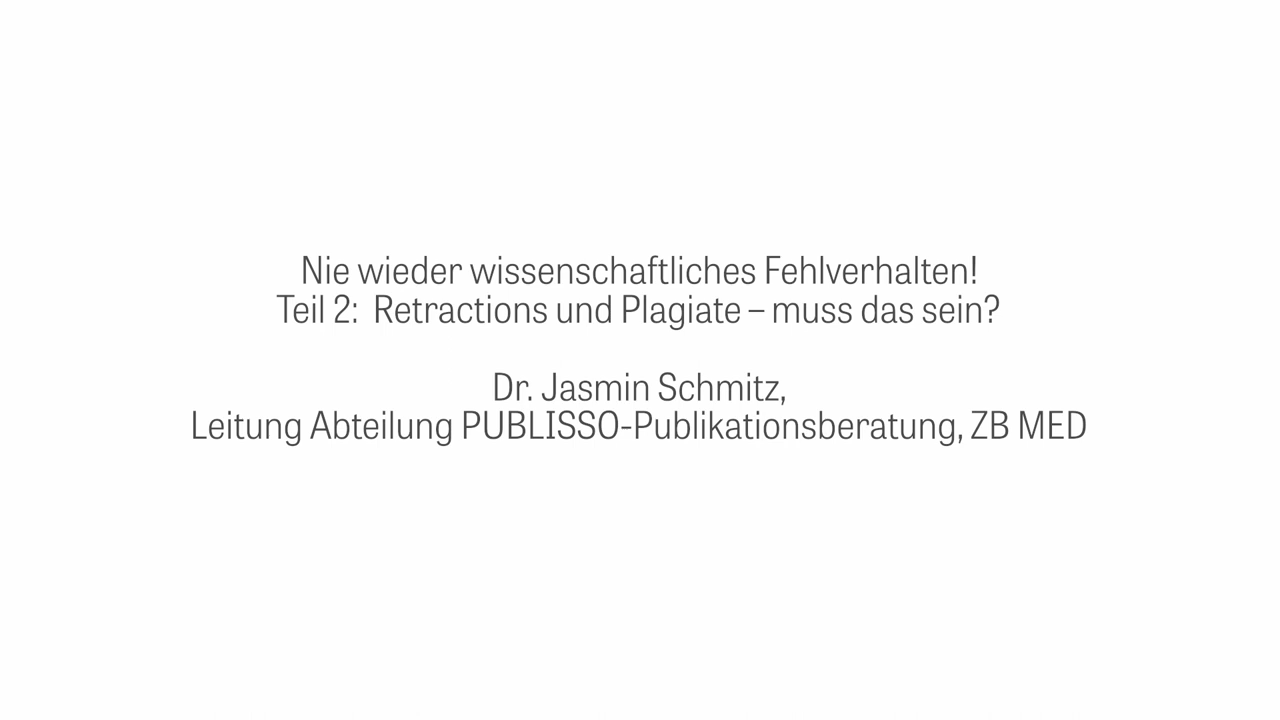 Nie wieder wissenschaftliches Fehlverhalten!
Teil 2: Retractions und Plagiate – muss das sein?
Dr. Jasmin Schmitz,
Leitung Abteilung PUBLISSO-Publikationsberatung, ZB MED